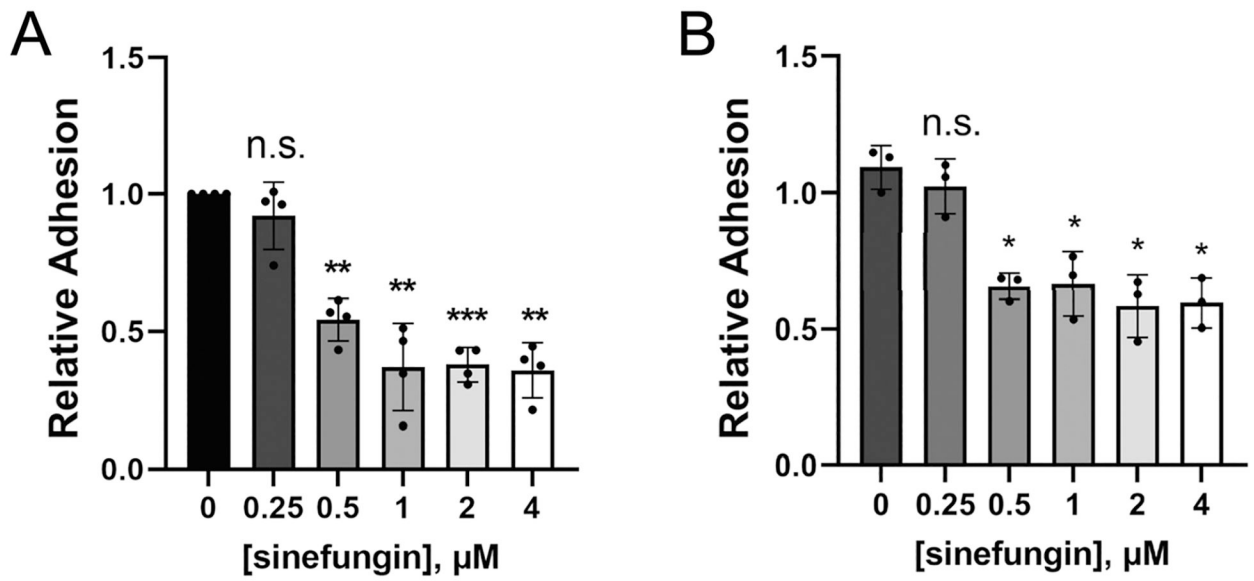 A
1.5
1.0
0.5
0.0
Relative Adhesion
n.s.
**
**
***
**
0 0.25 0.5 1 2 4
[sinefungin], µM
B
1.5
1.0
0.5
0.0
Relative Adhesion
n.s.
*
*
*
*
0 0.25 0.5 1 2 4
[sinefungin], µM